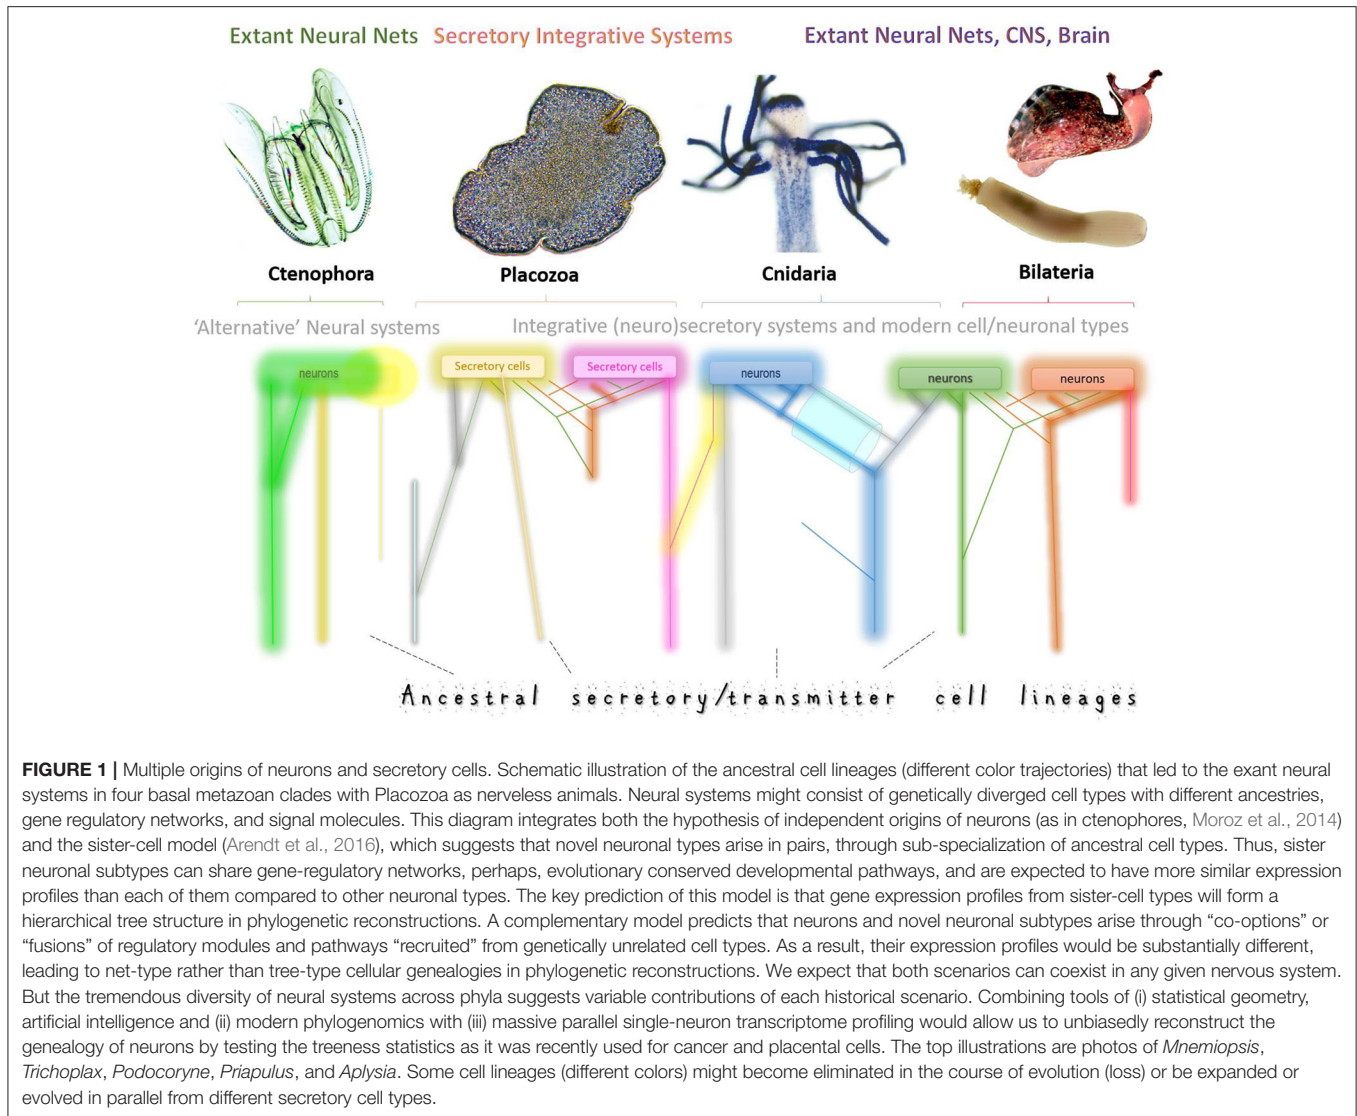 Extant Neural Nets Secretory Integrative Systems Extant Neural Nets, CNS, Brain
Ctenophora Placozoa Cnidaria Bilateria
‘Alternative’ Neural systems Integrative (neuro)secretory systems and modern cell/neuronal types
neurons Secretory cells Secretory cells neurons neurons neurons
Ancestral secretory/transmitter cell lineages
FIGURE 1 | Multiple origins of neurons and secretory cells. Schematic illustration of the ancestral cell lineages (different color trajectories) that led to the exant neural
systems in four basal metazoan clades with Placozoa as nerveless animals. Neural systems might consist of genetically diverged cell types with different ancestries,
gene regulatory networks, and signal molecules. This diagram integrates both the hypothesis of independent origins of neurons (as in ctenophores, Moroz et al., 2014)
and the sister-cell model (Arendt et al., 2016), which suggests that novel neuronal types arise in pairs, through sub-specialization of ancestral cell types. Thus, sister
neuronal subtypes can share gene-regulatory networks, perhaps, evolutionary conserved developmental pathways, and are expected to have more similar expression
profiles than each of them compared to other neuronal types. The key prediction of this model is that gene expression profiles from sister-cell types will form a
hierarchical tree structure in phylogenetic reconstructions. A complementary model predicts that neurons and novel neuronal subtypes arise through “co-options” or
“fusions” of regulatory modules and pathways “recruited” from genetically unrelated cell types. As a result, their expression profiles would be substantially different,
leading to net-type rather than tree-type cellular genealogies in phylogenetic reconstructions. We expect that both scenarios can coexist in any given nervous system.
But the tremendous diversity of neural systems across phyla suggests variable contributions of each historical scenario. Combining tools of (i) statistical geometry,
artificial intelligence and (ii) modern phylogenomics with (iii) massive parallel single-neuron transcriptome profiling would allow us to unbiasedly reconstruct the
genealogy of neurons by testing the treeness statistics as it was recently used for cancer and placental cells. The top illustrations are photos of Mnemiopsis,
Trichoplax, Podocoryne, Priapulus, and Aplysia. Some cell lineages (different colors) might become eliminated in the course of evolution (loss) or be expanded or
evolved in parallel from different secretory cell types.